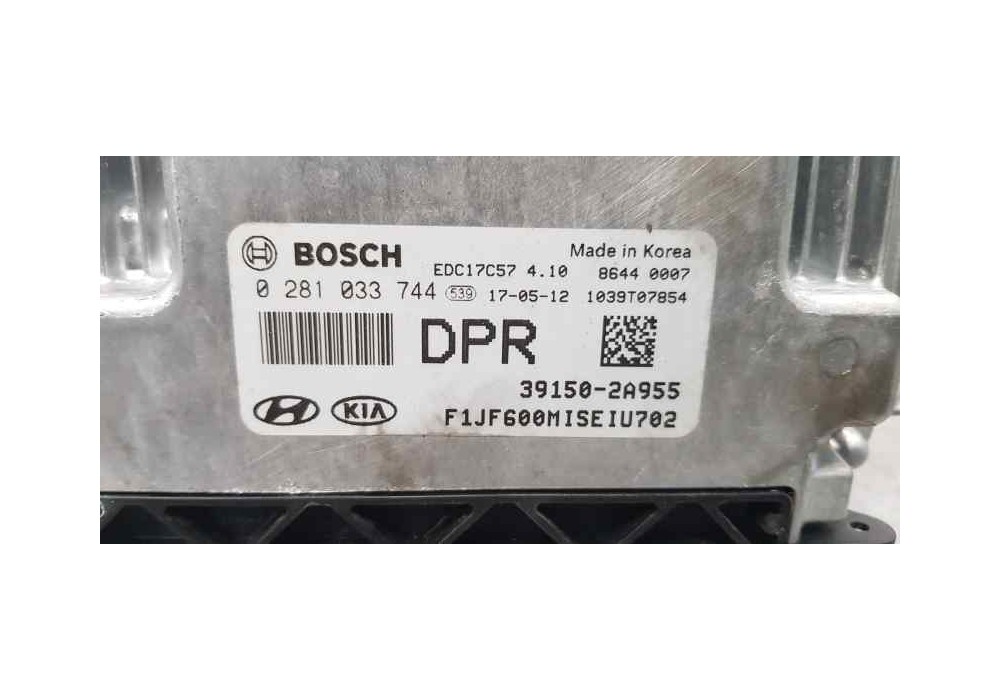 BOSCH Made in Korea
EDC17C57 4.10 8644 0007
0 281 033 744 539 17-05-12 1039T07854
DPR
39150-2A955
KIA
F1JF600MISEIU702